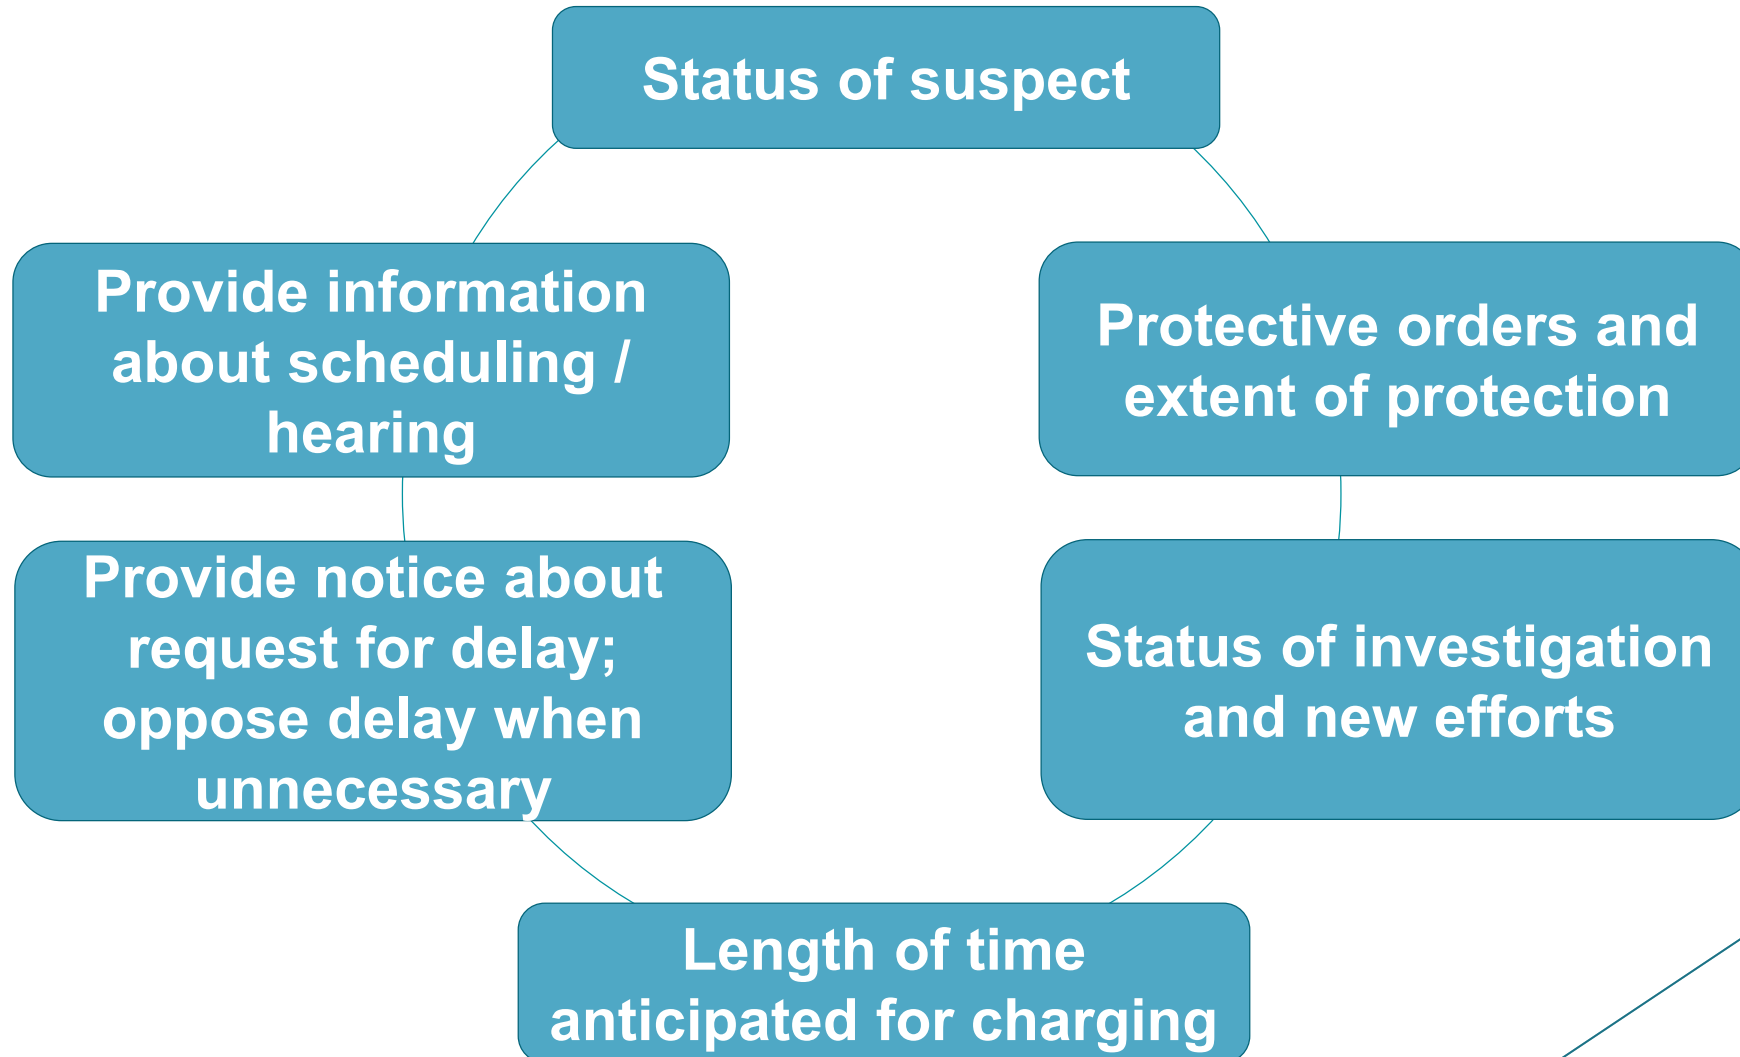 Status of suspect
Provide information
about scheduling /
hearing
Protective orders and
extent of protection
Provide notice about
request for delay;
oppose delay when
unnecessary
Status of investigation
and new efforts
Length of time
anticipated for charging